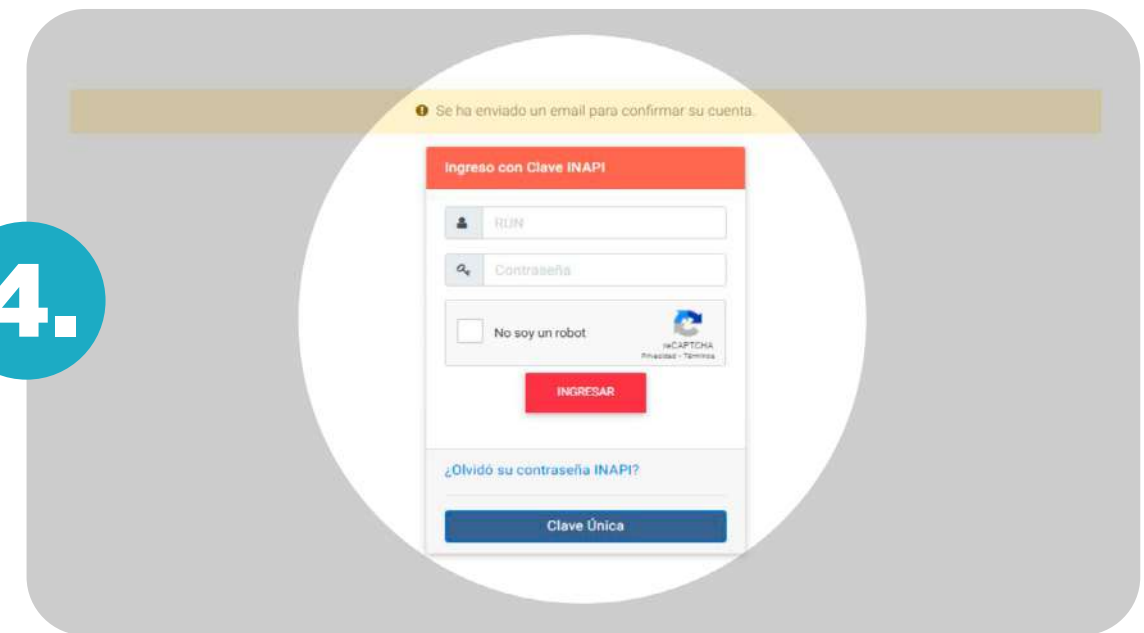 Se ha enviado un email para confirmar su cuenta.
Ingreso con Clave INAPI
4.
RUN
Contraseña
No soy un robot
reCAPTCHA
Privacidad - Términos
INGRESAR
¿Olvidó su contraseña INAPI?
Clave Única